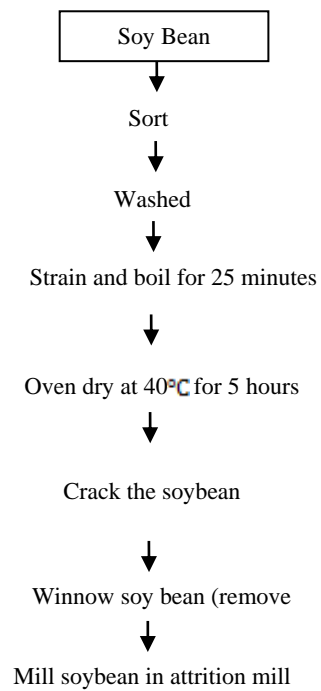 Soy Bean
Sort
Washed
Strain and boil for 25 minutes
Oven dry at 40°C for 5 hours
Crack the soybean
Winnow soy bean (remove
Mill soybean in attrition mill